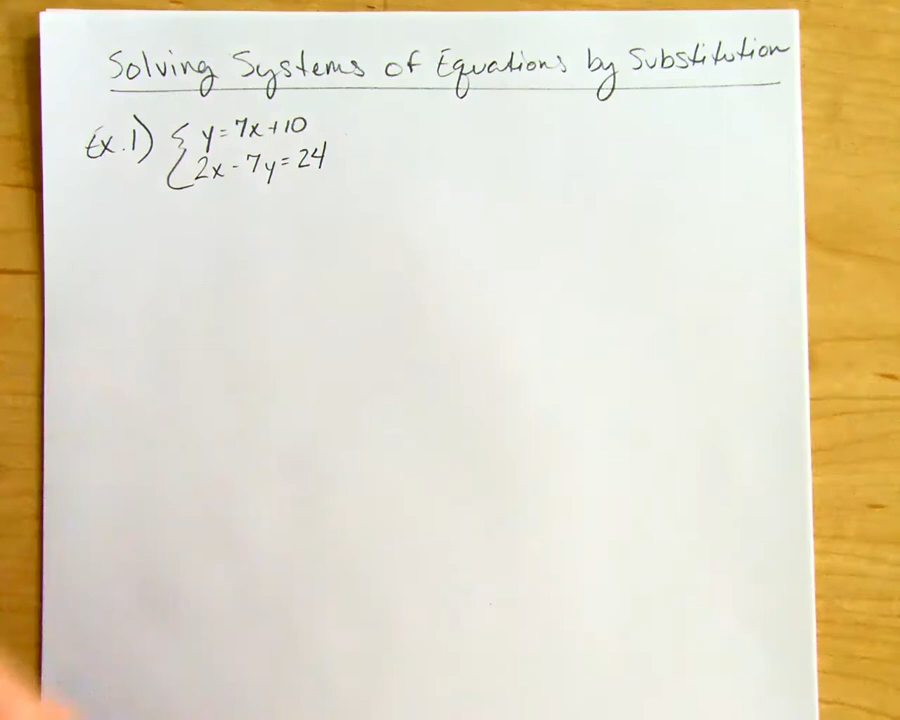 Solving Systems of Equations by Substitution
Ex. 1) { y = 7x + 10
2x - 7y = 24